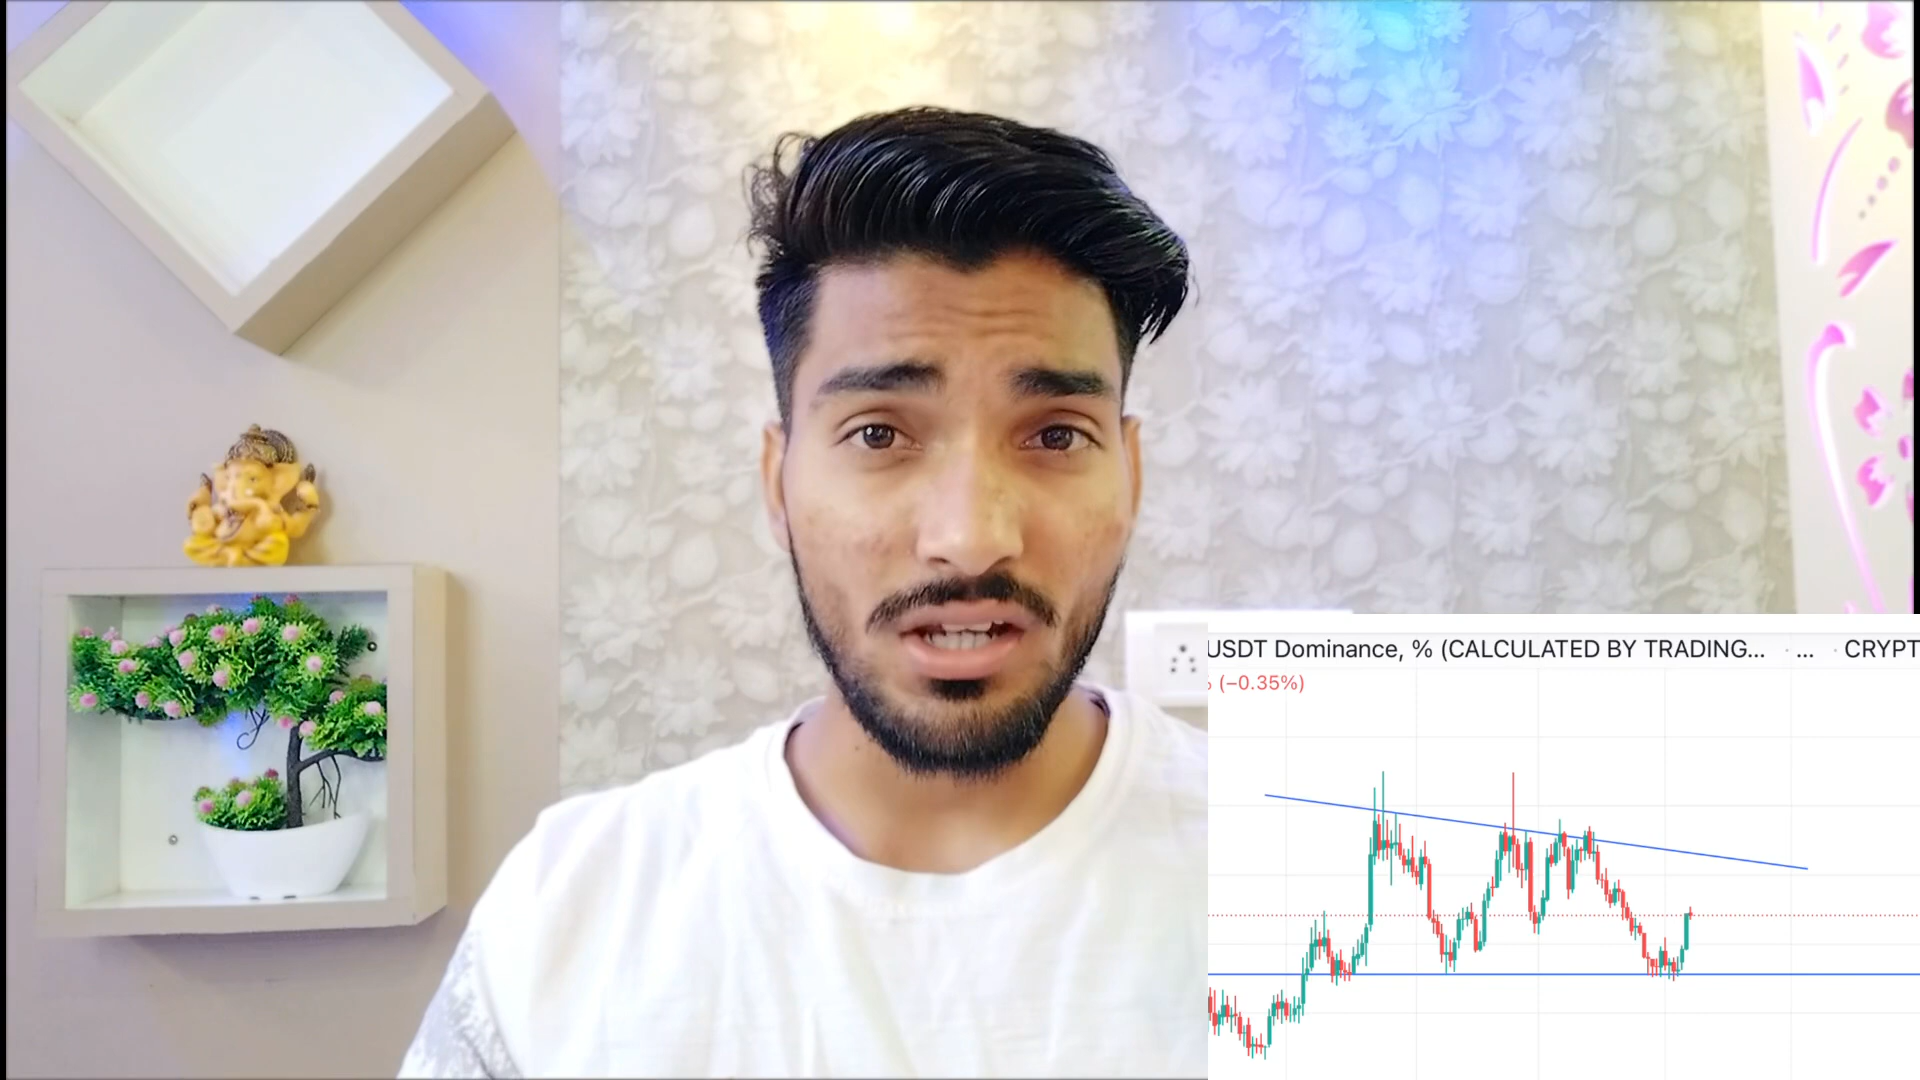 USDT Dominance, % (CALCULATED BY TRADING... · ... · CRYPT
(−0.35%)